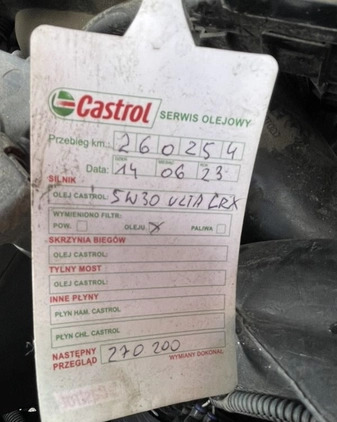 Castrol SERWIS OLEJOWY
Przebieg km: 260254
Data: 14 06 23
SILNIK
OLEJ CASTROL: 5W30 ULTA CRX
WYMIENIONO FILTR:
POW. OLEJU X PALIWA
SKRZYNIA BIEGÓW
OLEJ CASTROL:
TYLNY MOST
OLEJ CASTROL:
INNE PŁYNY
PŁYN HAM. CASTROL
PŁYN CHŁ. CASTROL
NASTĘPNY PRZEGLĄD 270 200 WYMIANY DOKONAŁ